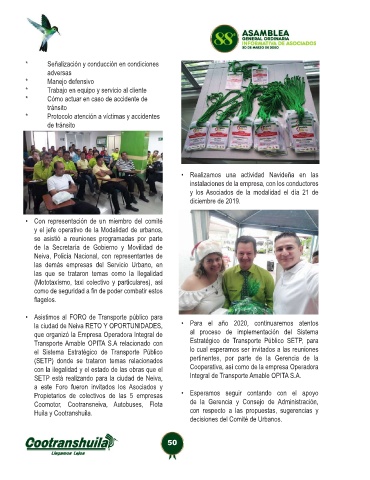 88°
ASAMBLEA
GENERAL ORDINARIA
INFORMATIVA DE ASOCIADOS
30 DE MARZO DE 2020
* Señalización y conducción en condiciones
adversas
* Manejo defensivo
* Trabajo en equipo y servicio al cliente
* Cómo actuar en caso de accidente de
tránsito
* Protocolo atención a víctimas y accidentes
de tránsito
• Con representación de un miembro del comité
y el jefe operativo de la Modalidad de urbanos,
se asistió a reuniones programadas por parte
de la Secretaría de Gobierno y Movilidad de
Neiva, Policía Nacional, con representantes de
las demás empresas del Servicio Urbano, en
las que se trataron temas como la Ilegalidad
(Mototaxismo, taxi colectivo y particulares), así
como de seguridad a fin de poder combatir estos
flagelos.
• Asistimos al FORO de Transporte público para
la ciudad de Neiva RETO Y OPORTUNIDADES,
que organizó la Empresa Operadora Integral de
Transporte Amable OPITA S.A relacionado con
el Sistema Estratégico de Transporte Público
(SETP) donde se trataron temas relacionados
con la ilegalidad y el estado de las obras que el
SETP está realizando para la ciudad de Neiva,
a este Foro fueron invitados los Asociados y
Propietarios de colectivos de las 5 empresas
Coomotor, Cootransneiva, Autobuses, Flota
Huila y Cootranshuila.
• Realizamos una actividad Navideña en las
instalaciones de la empresa, con los conductores
y los Asociados de la modalidad el día 21 de
diciembre de 2019.
• Para el año 2020, continuaremos atentos
al proceso de implementación del Sistema
Estratégico de Transporte Público SETP, para
lo cual esperamos ser invitados a las reuniones
pertinentes, por parte de la Gerencia de la
Cooperativa, así como de la empresa Operadora
Integral de Transporte Amable OPITA S.A.
• Esperamos seguir contando con el apoyo
de la Gerencia y Consejo de Administración,
con respecto a las propuestas, sugerencias y
decisiones del Comité de Urbanos.
Cootranshuila
Llegamos Lejos
50